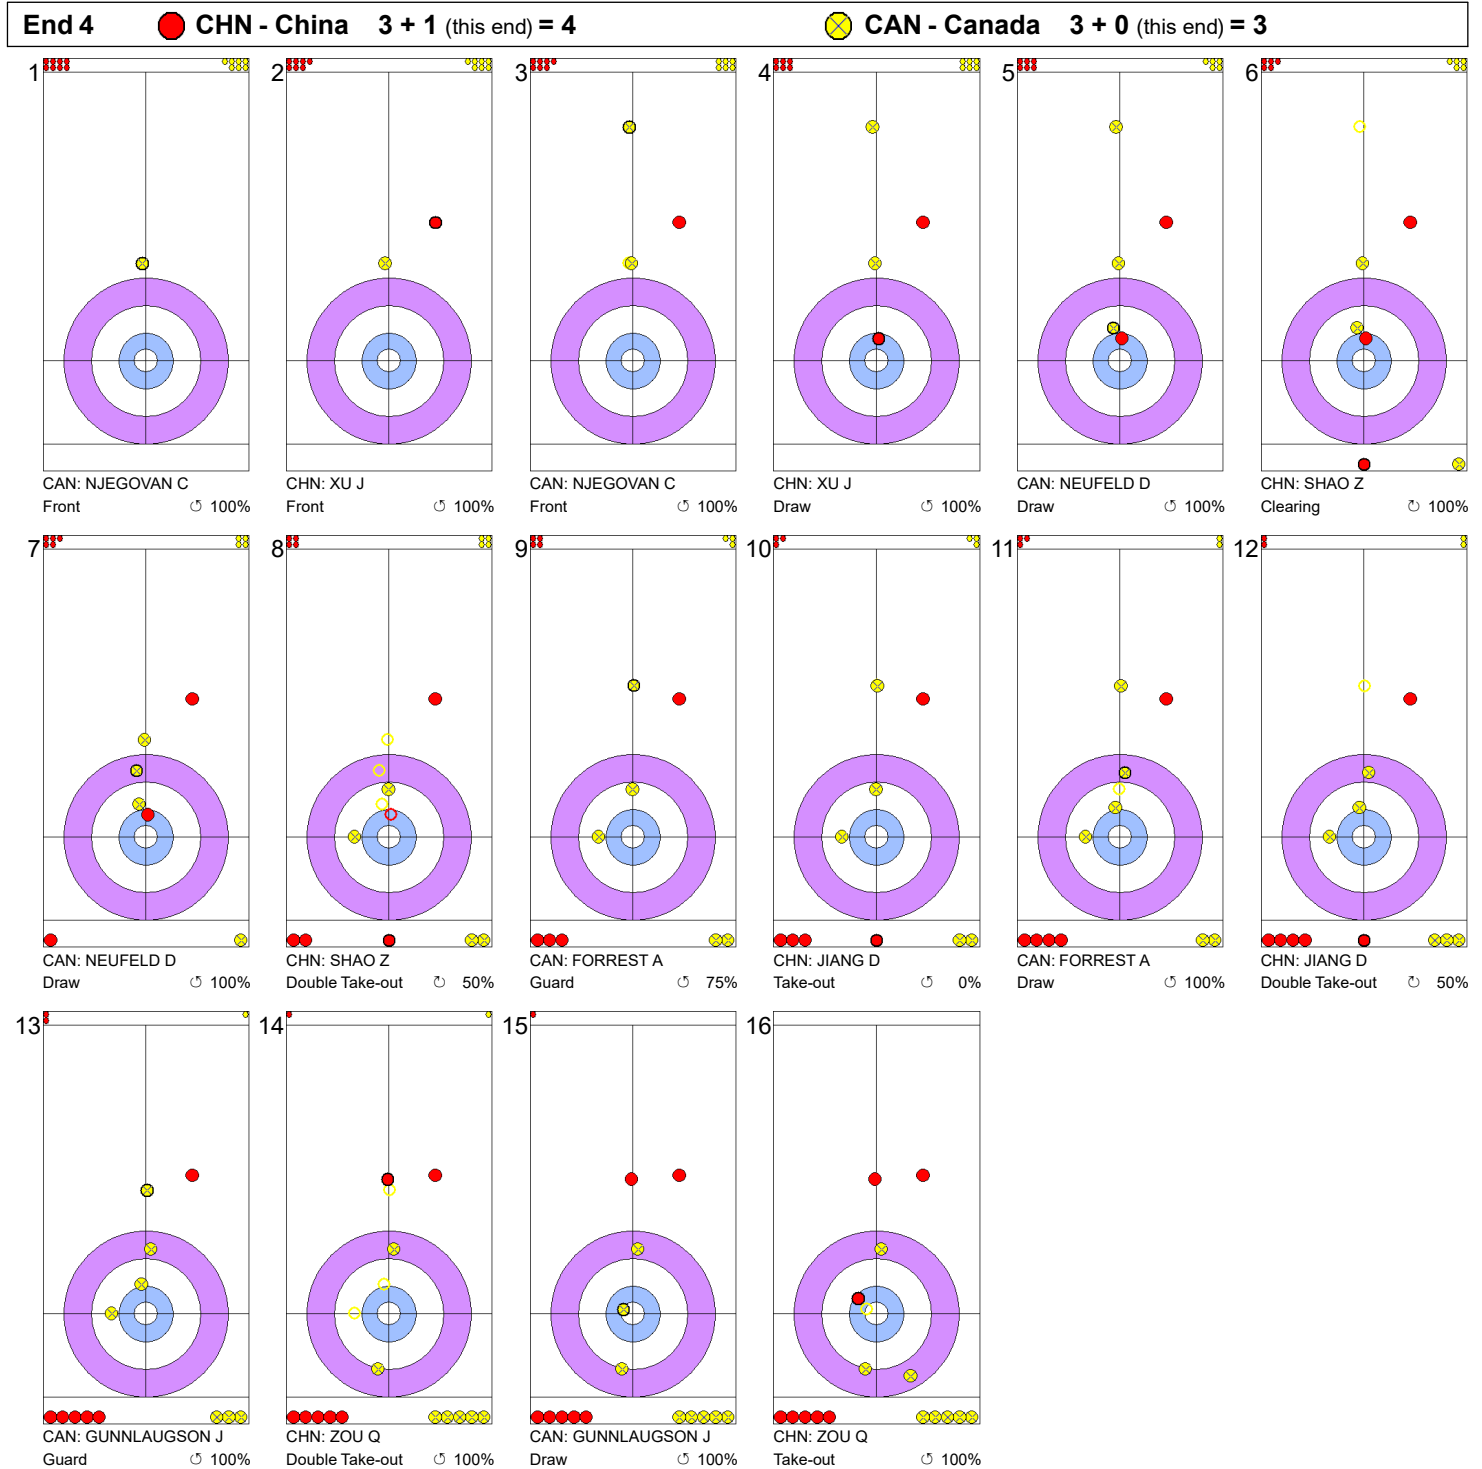 End 4 CHN - China 3 + 1 (this end) = 4 CAN - Canada 3 + 0 (this end) = 3
1 2 3 4 5 6
CAN: NJEGOVAN C CHN: XU J CAN: NJEGOVAN C CHN: XU J CAN: NEUFELD D CHN: SHAO Z
Front ↺ 100% Front ↺ 100% Front ↺ 100% Draw ↺ 100% Draw ↺ 100% Clearing ↻ 100%
7 8 9 10 11 12
CAN: NEUFELD D CHN: SHAO Z CAN: FORREST A CHN: JIANG D CAN: FORREST A CHN: JIANG D
Draw ↺ 100% Double Take-out ↻ 50% Guard ↺ 75% Take-out ↺ 0% Draw ↺ 100% Double Take-out ↻ 50%
13 14 15 16
CAN: GUNNLAUGSON J CHN: ZOU Q CAN: GUNNLAUGSON J CHN: ZOU Q
Guard ↺ 100% Double Take-out ↺ 100% Draw ↺ 100% Take-out ↺ 100%